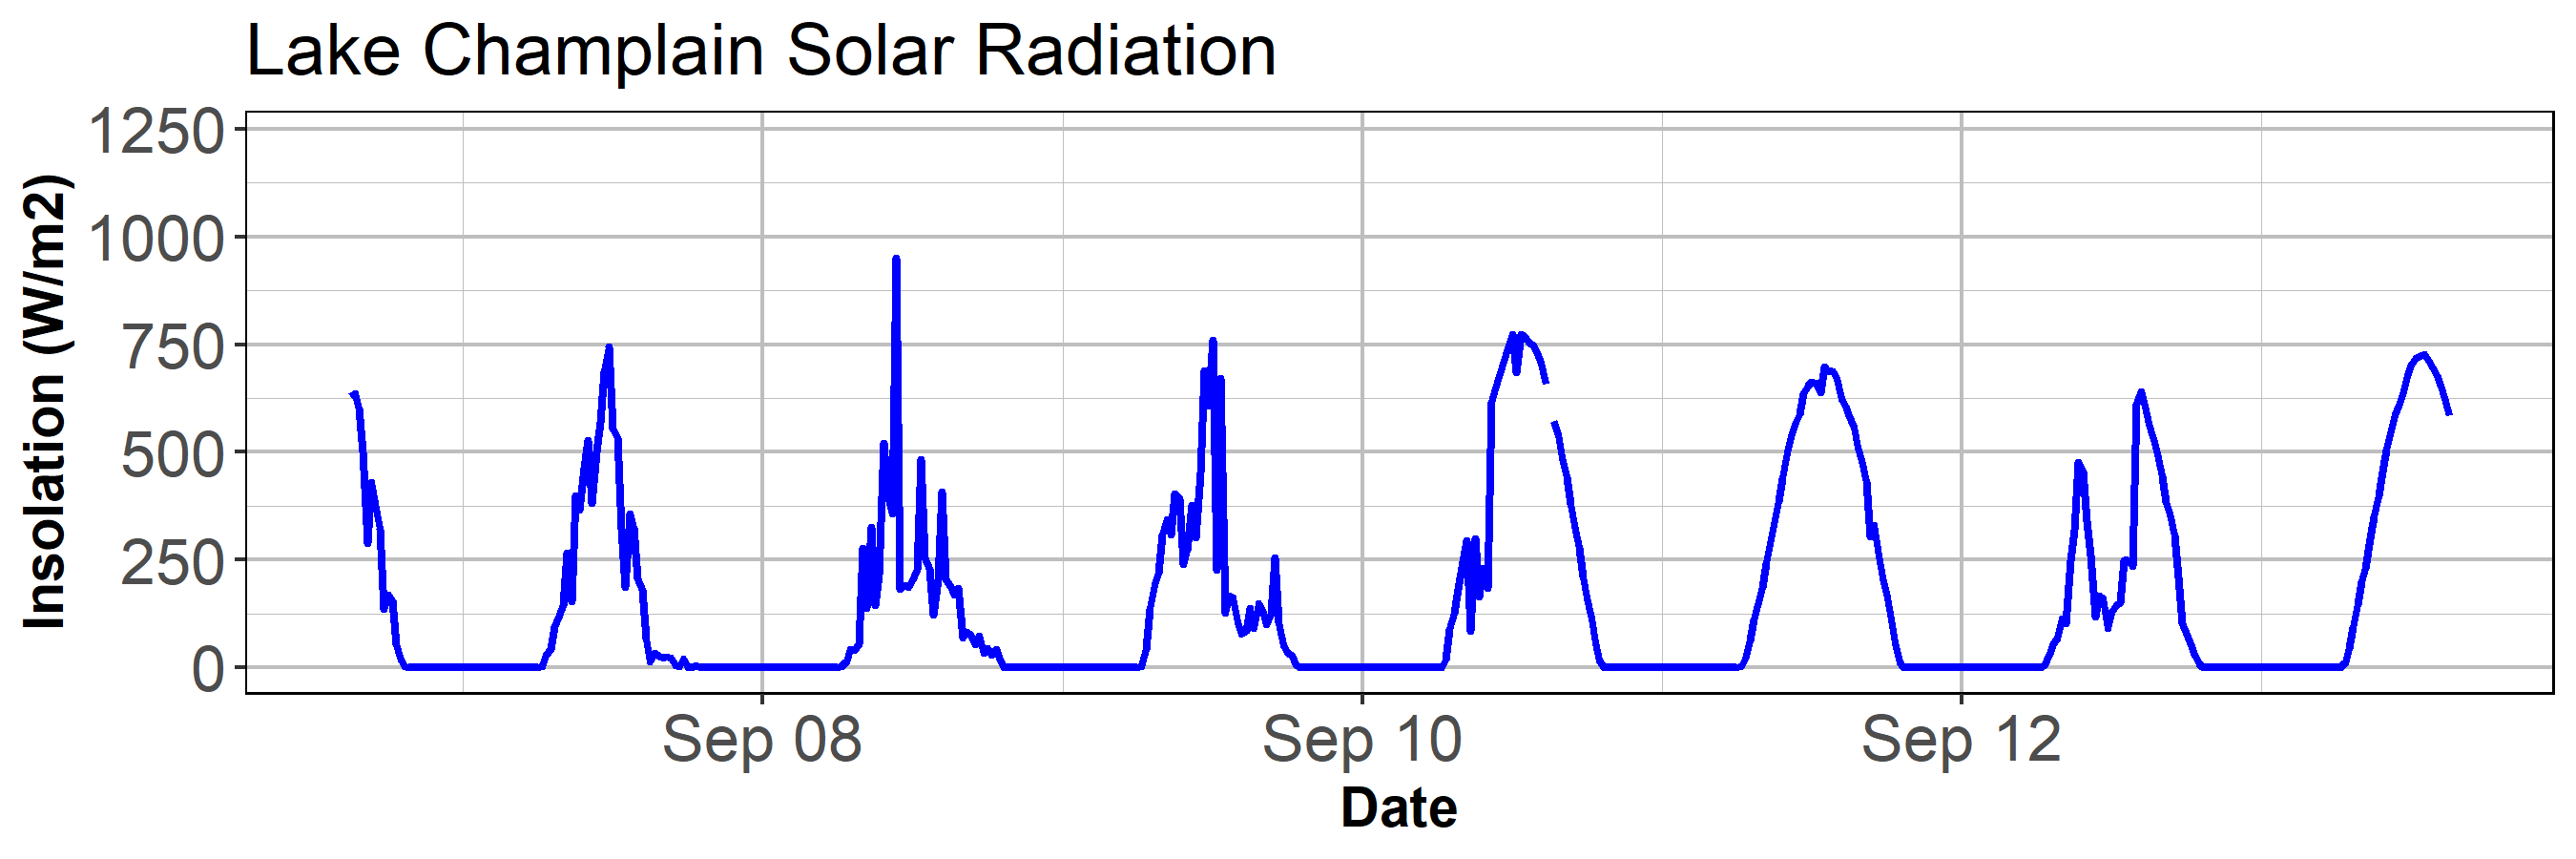 Lake Champlain Solar Radiation
Insolation (W/m2)
1250
1000
750
500
250
0
Sep 08 Sep 10 Sep 12
Date